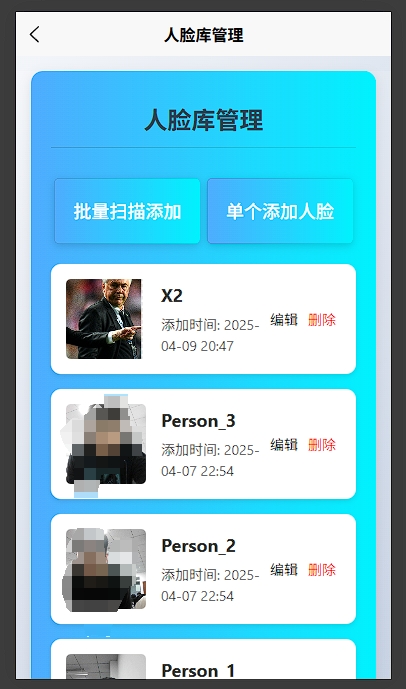 人脸库管理
人脸库管理
批量扫描添加 单个添加人脸
X2
添加时间: 2025-
04-09 20:47
编辑 删除
Person_3
添加时间: 2025-
04-07 22:54
编辑 删除
Person_2
添加时间: 2025-
04-07 22:54
编辑 删除
Person_1